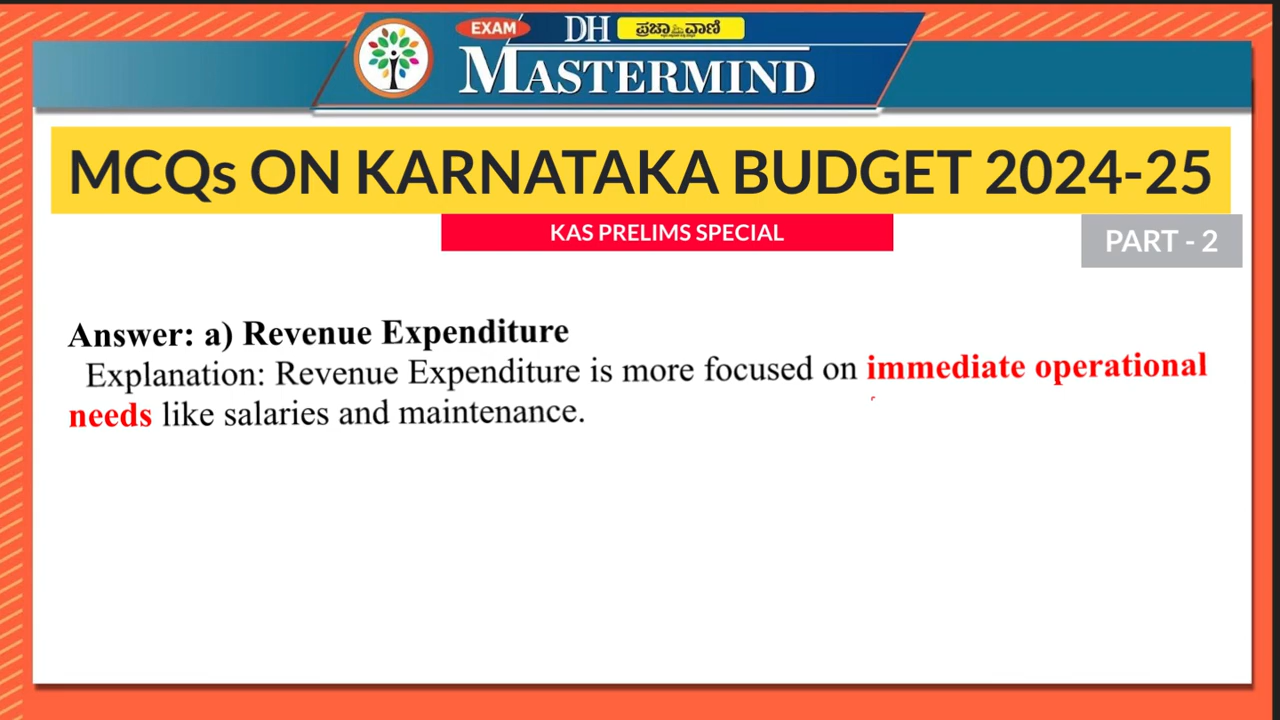 EXAM
DH ಪ್ರಜಾವಾಣಿ
MASTERMIND
MCQs ON KARNATAKA BUDGET 2024-25
KAS PRELIMS SPECIAL
PART - 2
Answer: a) Revenue Expenditure
Explanation: Revenue Expenditure is more focused on immediate operational
needs like salaries and maintenance.